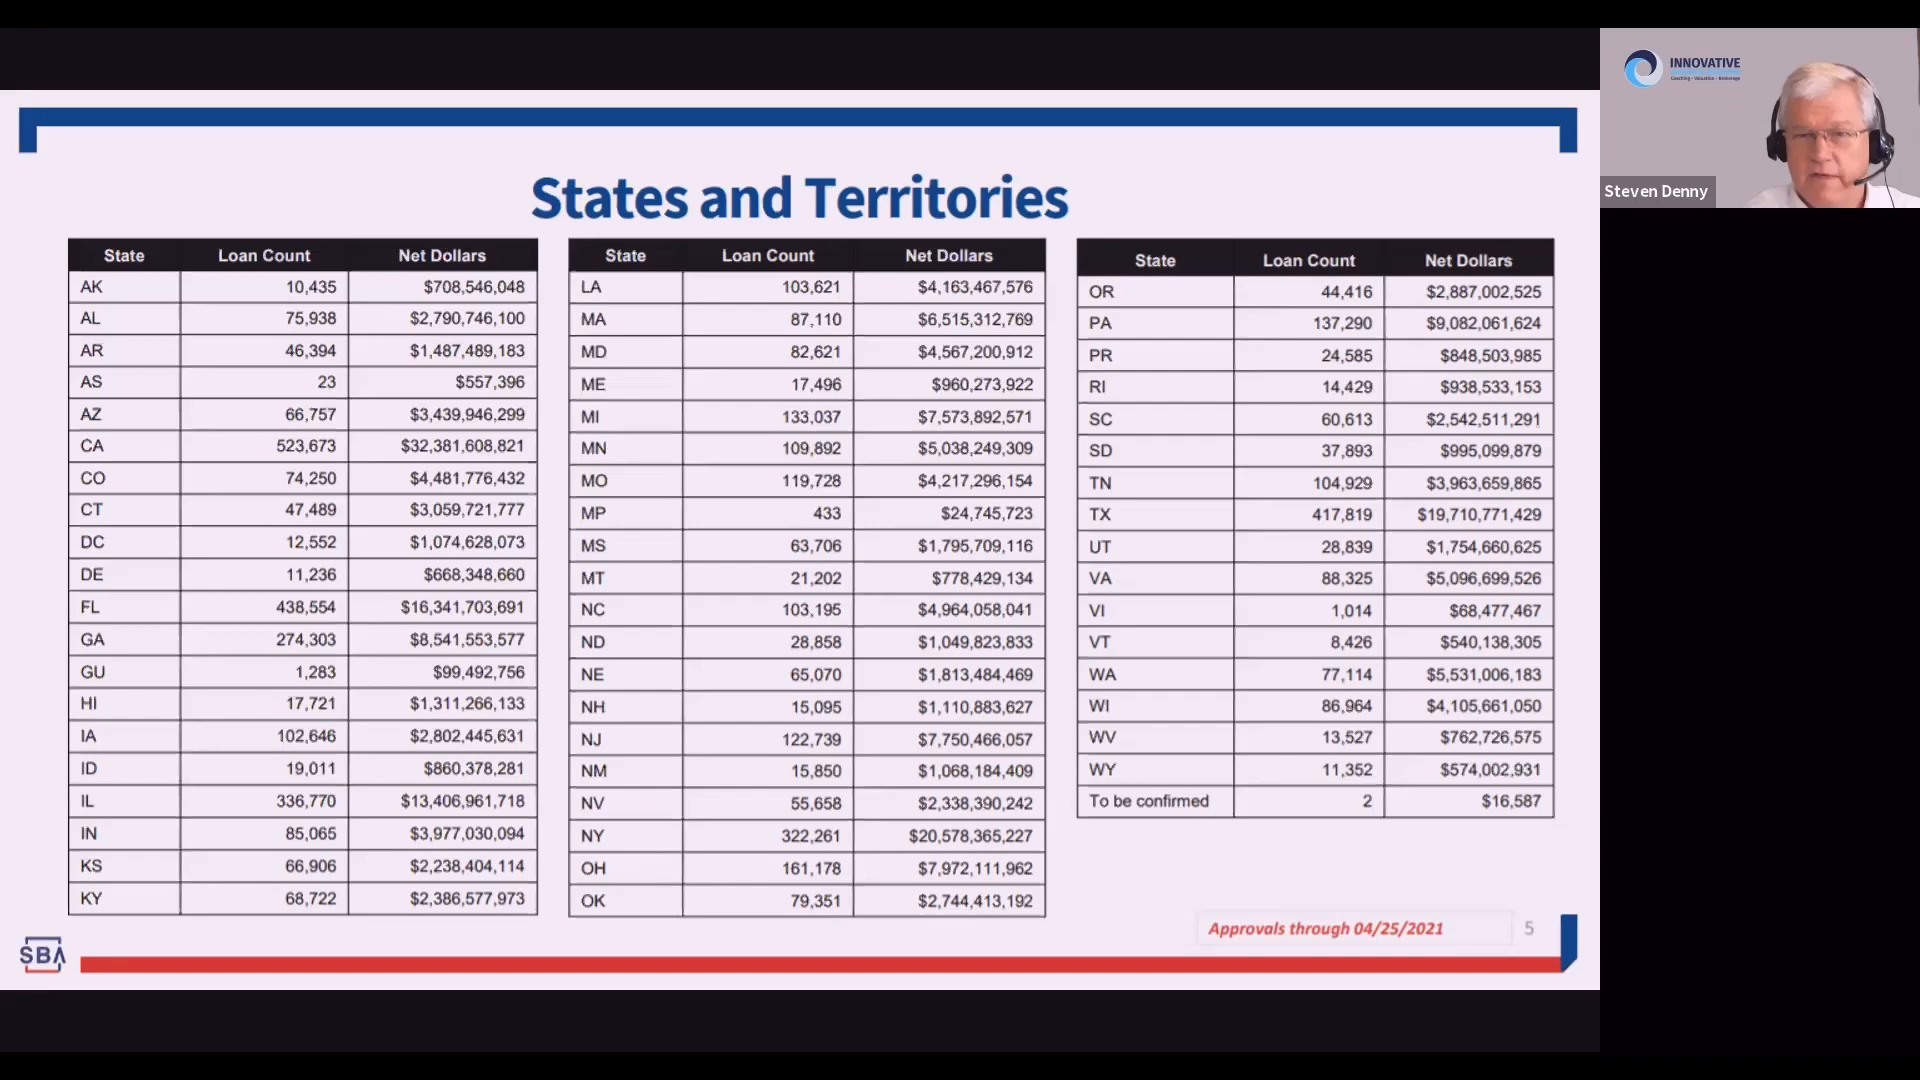 States and Territories
State Loan Count Net Dollars
AK 10,435 $708,546,048
AL 75,938 $2,790,746,100
AR 46,394 $1,487,489,183
AS 23 $557,396
AZ 66,757 $3,439,946,299
CA 523,673 $32,381,608,821
CO 74,250 $4,481,776,432
CT 47,489 $3,059,721,777
DC 12,552 $1,074,628,073
DE 11,236 $668,348,660
FL 438,554 $16,341,703,691
GA 274,303 $8,541,553,577
GU 1,283 $99,492,756
HI 17,721 $1,311,266,133
IA 102,646 $2,802,445,631
ID 19,011 $860,378,281
IL 336,770 $13,406,961,718
IN 85,065 $3,977,030,094
KS 66,906 $2,238,404,114
KY 68,722 $2,386,577,973
State Loan Count Net Dollars
LA 103,621 $4,163,467,576
MA 87,110 $6,515,312,769
MD 82,621 $4,567,200,912
ME 17,496 $960,273,922
MI 133,037 $7,573,892,571
MN 109,892 $5,038,249,309
MO 119,728 $4,217,296,154
MP 433 $24,745,723
MS 63,706 $1,795,709,116
MT 21,202 $778,429,134
NC 103,195 $4,964,058,041
ND 28,858 $1,049,823,833
NE 65,070 $1,813,484,469
NH 15,095 $1,110,883,627
NJ 122,739 $7,750,466,057
NM 15,850 $1,068,184,409
NV 55,658 $2,338,390,242
NY 322,261 $20,578,365,227
OH 161,178 $7,972,111,962
OK 79,351 $2,744,413,192
State Loan Count Net Dollars
OR 44,416 $2,887,002,525
PA 137,290 $9,082,061,624
PR 24,585 $848,503,985
RI 14,429 $938,533,153
SC 60,613 $2,542,511,291
SD 37,893 $995,099,879
TN 104,929 $3,963,659,865
TX 417,819 $19,710,771,429
UT 28,839 $1,754,660,625
VA 88,325 $5,096,699,526
VI 1,014 $68,477,467
VT 8,426 $540,138,305
WA 77,114 $5,531,006,183
WI 86,964 $4,105,661,050
WV 13,527 $762,726,575
WY 11,352 $574,002,931
To be confirmed 2 $16,587
Approvals through 04/25/2021 5
SBA
INNOVATIVE
Coaching - Valuation - Brokerage
Steven Denny